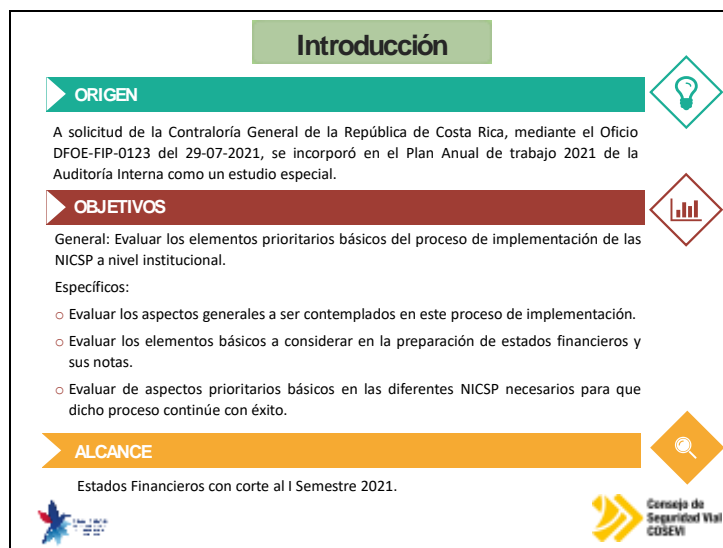 Introducción
ORIGEN
A solicitud de la Contraloría General de la República de Costa Rica, mediante el Oficio
DFOE-FIP-0123 del 29-07-2021, se incorporó en el Plan Anual de trabajo 2021 de la
Auditoría Interna como un estudio especial.
OBJETIVOS
General: Evaluar los elementos prioritarios básicos del proceso de implementación de las
NICSP a nivel institucional.
Específicos:
o Evaluar los aspectos generales a ser contemplados en este proceso de implementación.
o Evaluar los elementos básicos a considerar en la preparación de estados financieros y
sus notas.
o Evaluar de aspectos prioritarios básicos en las diferentes NICSP necesarios para que
dicho proceso continúe con éxito.
ALCANCE
Estados Financieros con corte al I Semestre 2021.
Consejo de
Seguridad Vial
COSEVI